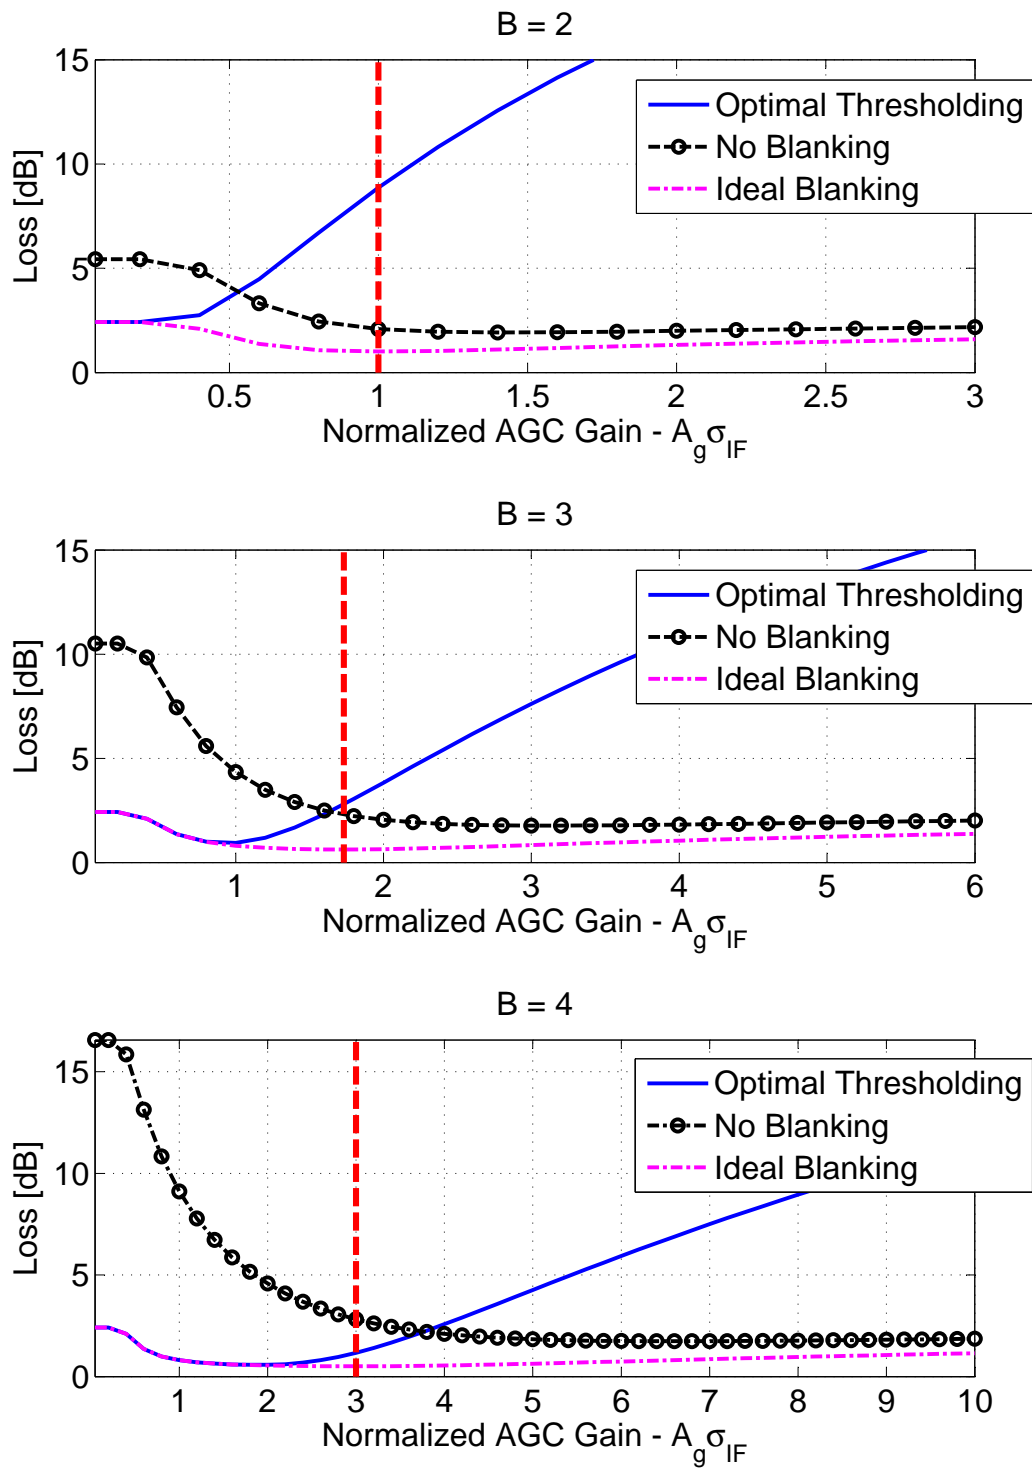 B = 2
15
10
5
0
Loss [dB]
Optimal Thresholding
No Blanking
Ideal Blanking
0.5 1 1.5 2 2.5 3
Normalized AGC Gain - A_gσ_IF
B = 3
15
10
5
0
Loss [dB]
Optimal Thresholding
No Blanking
Ideal Blanking
1 2 3 4 5 6
Normalized AGC Gain - A_gσ_IF
B = 4
15
10
5
0
Loss [dB]
Optimal Thresholding
No Blanking
Ideal Blanking
1 2 3 4 5 6 7 8 9 10
Normalized AGC Gain - A_gσ_IF